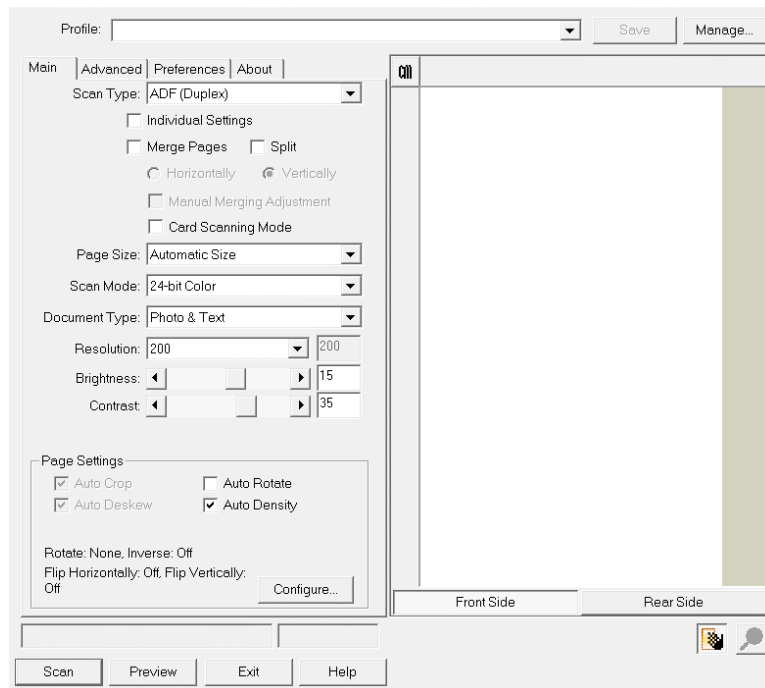 Profile:
Save
Manage...
Main
Advanced
Preferences
About
Scan Type: ADF (Duplex)
Individual Settings
Merge Pages
Split
Horizontally
Vertically
Manual Merging Adjustment
Card Scanning Mode
Page Size: Automatic Size
Scan Mode: 24-bit Color
Document Type: Photo & Text
Resolution: 200
200
Brightness: 15
Contrast: 35
Page Settings
Auto Crop
Auto Rotate
Auto Deskew
Auto Density
Rotate: None, Inverse: Off
Flip Horizontally: Off, Flip Vertically:
Off
Configure...
cm
Front Side
Rear Side
Scan
Preview
Exit
Help